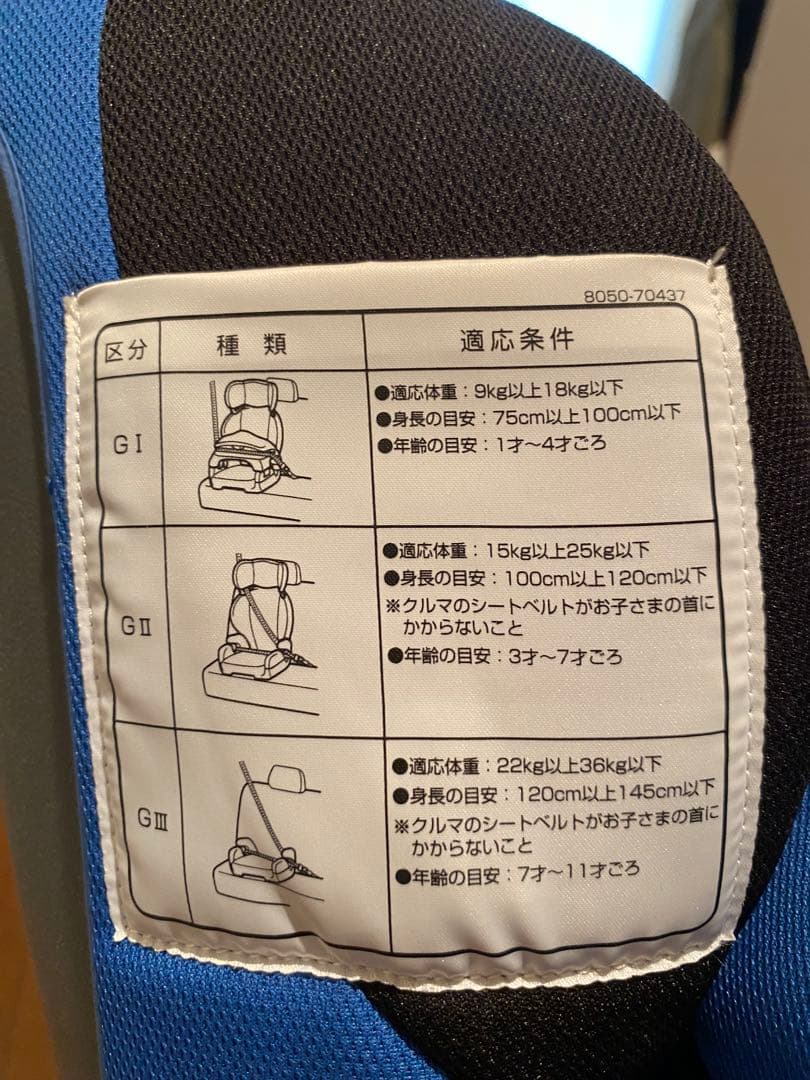 8050-70437
区分 種類 適応条件
GⅠ
●適応体重：9kg以上18kg以下
●身長の目安：75cm以上100cm以下
●年齢の目安：1才～4才ごろ
GⅡ
●適応体重：15kg以上25kg以下
●身長の目安：100cm以上120cm以下
※クルマのシートベルトがお子さまの首に
かからないこと
●年齢の目安：3才～7才ごろ
GⅢ
●適応体重：22kg以上36kg以下
●身長の目安：120cm以上145cm以下
※クルマのシートベルトがお子さまの首に
かからないこと
●年齢の目安：7才～11才ごろ